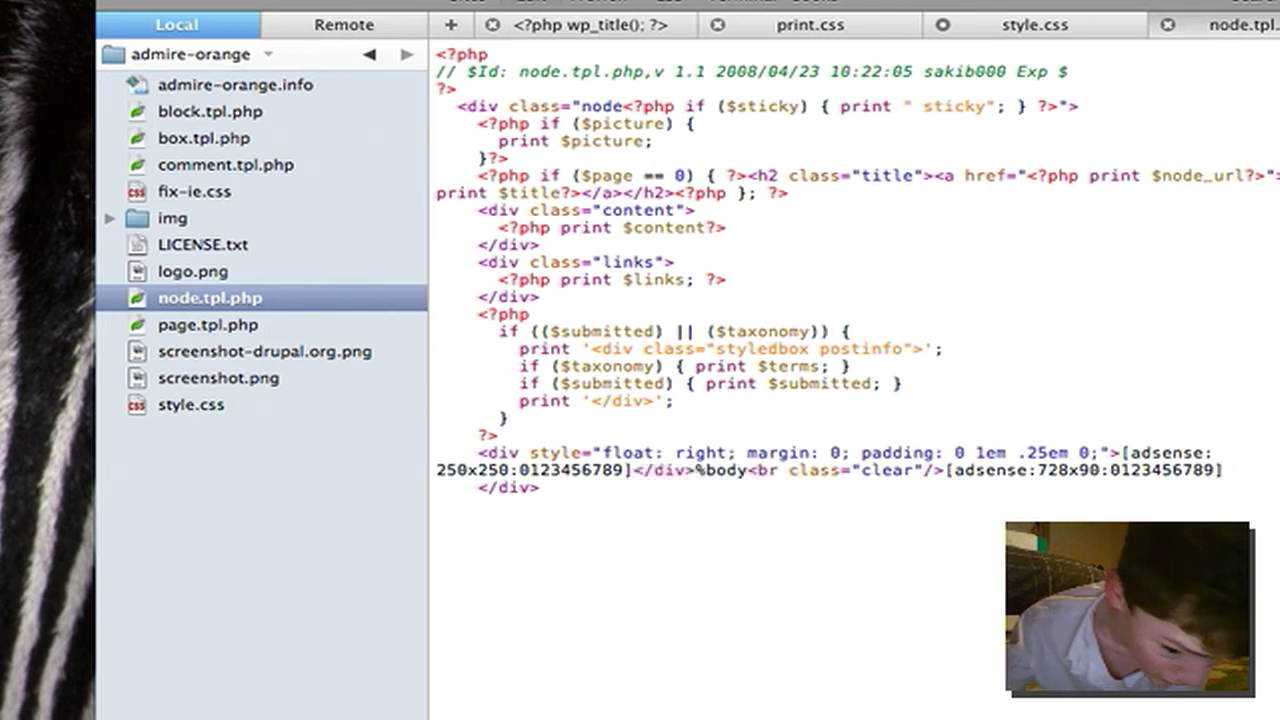 Local
Remote
+
<?php wp_title(); ?>
print.css
style.css
node.tpl.
admire-orange
admire-orange.info
block.tpl.php
box.tpl.php
comment.tpl.php
fix-ie.css
img
LICENSE.txt
logo.png
node.tpl.php
page.tpl.php
screenshot-drupal.org.png
screenshot.png
style.css
<?php
// $Id: node.tpl.php,v 1.1 2008/04/23 10:22:05 sakib000 Exp $
?>
<div class="node<?php if ($sticky) { print " sticky"; } ?>">
<?php if ($picture) {
print $picture;
}?>
<?php if ($page == 0) { ?><h2 class="title"><a href="<?php print $node_url?>">
print $title?></a></h2><?php }; ?>
<div class="content">
<?php print $content?>
</div>
<div class="links">
<?php print $links; ?>
</div>
<?php
if (($submitted) || ($taxonomy)) {
print '<div class="styledbox postinfo">';
if ($taxonomy) { print $terms; }
if ($submitted) { print $submitted; }
print '</div>';
}
?>
<div style="float: right; margin: 0; padding: 0 1em .25em 0;">[adsense:
250x250:0123456789]</div>%body<br class="clear"/>[adsense:728x90:0123456789]
</div>